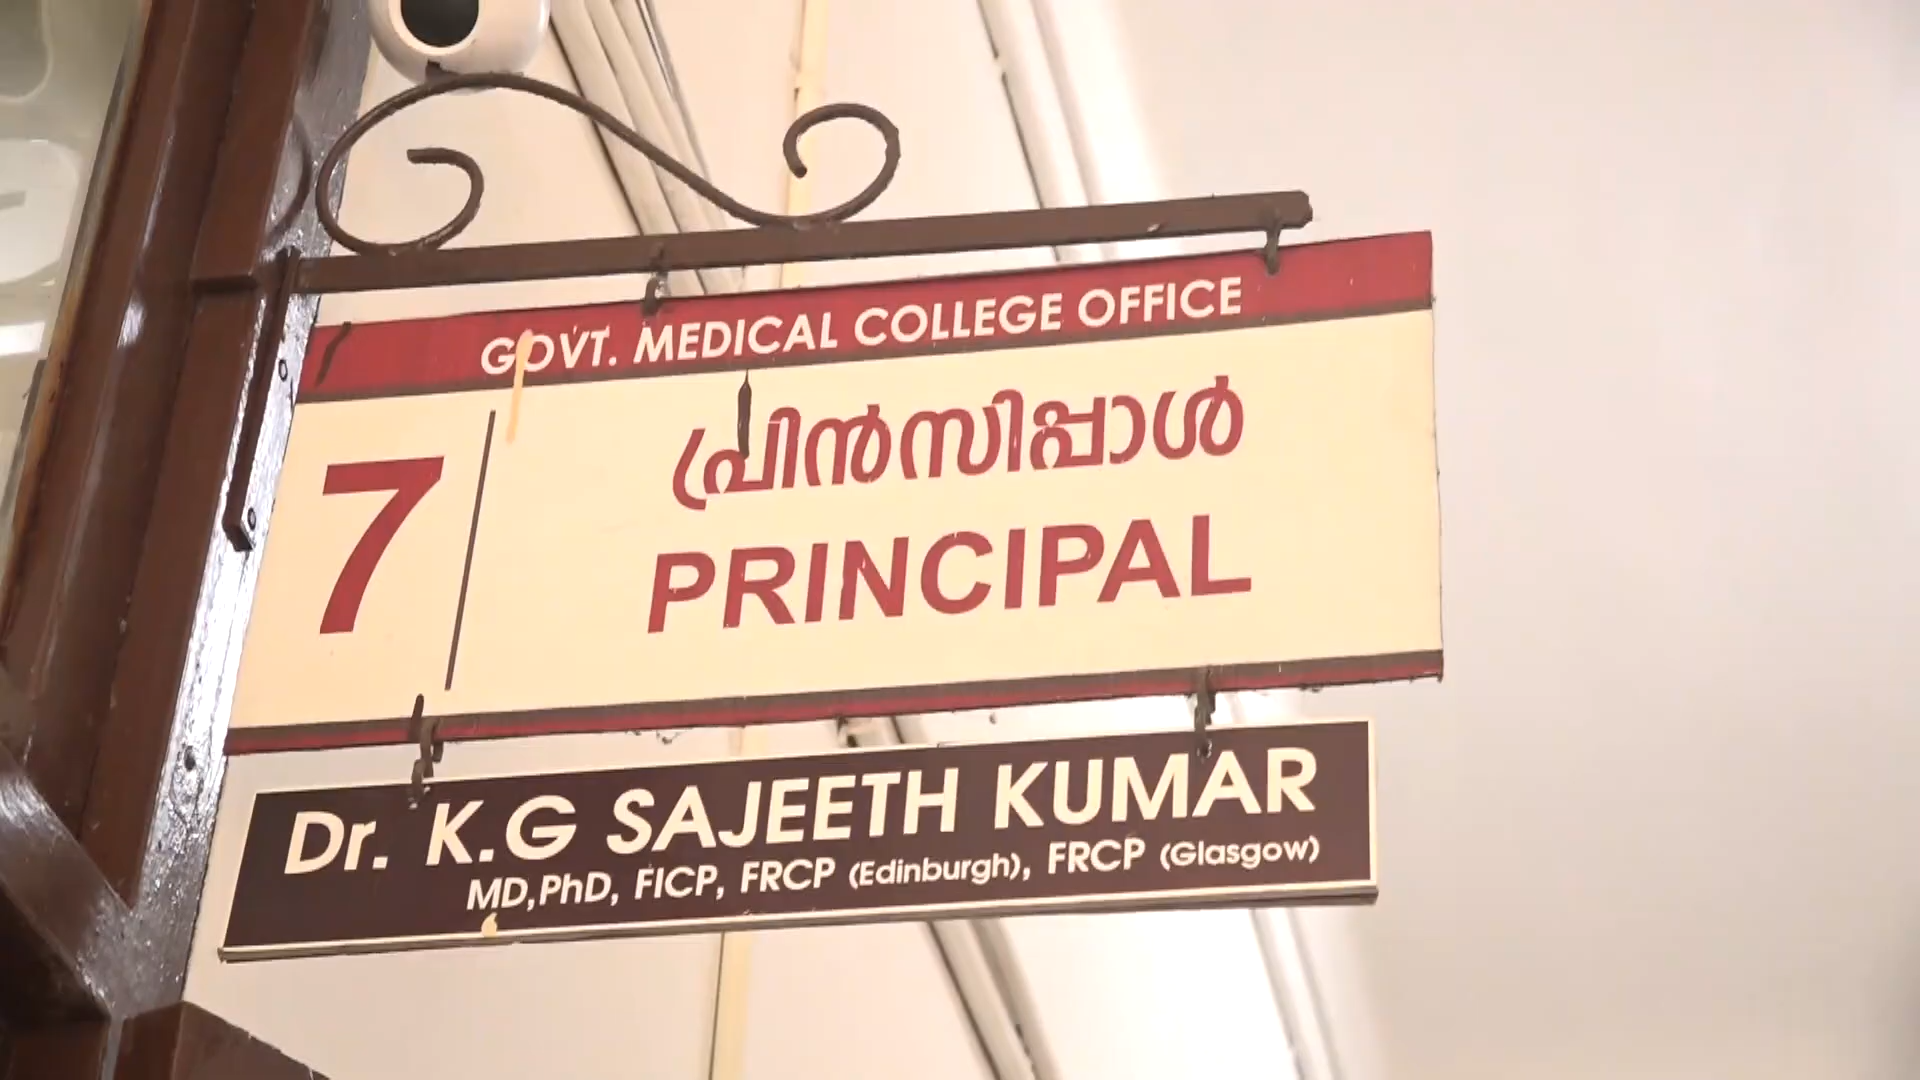 GOVT. MEDICAL COLLEGE OFFICE
7
പ്രിൻസിപ്പാൾ
PRINCIPAL
Dr. K.G SAJEETH KUMAR
MD,PhD, FICP, FRCP (Edinburgh), FRCP (Glasgow)